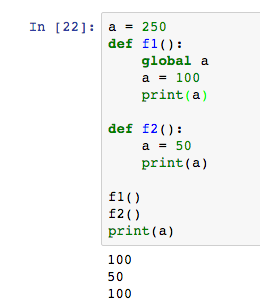 In [22]: a = 250
def f1():
    global a
    a = 100
    print(a)

def f2():
    a = 50
    print(a)

f1()
f2()
print(a)
100
50
100